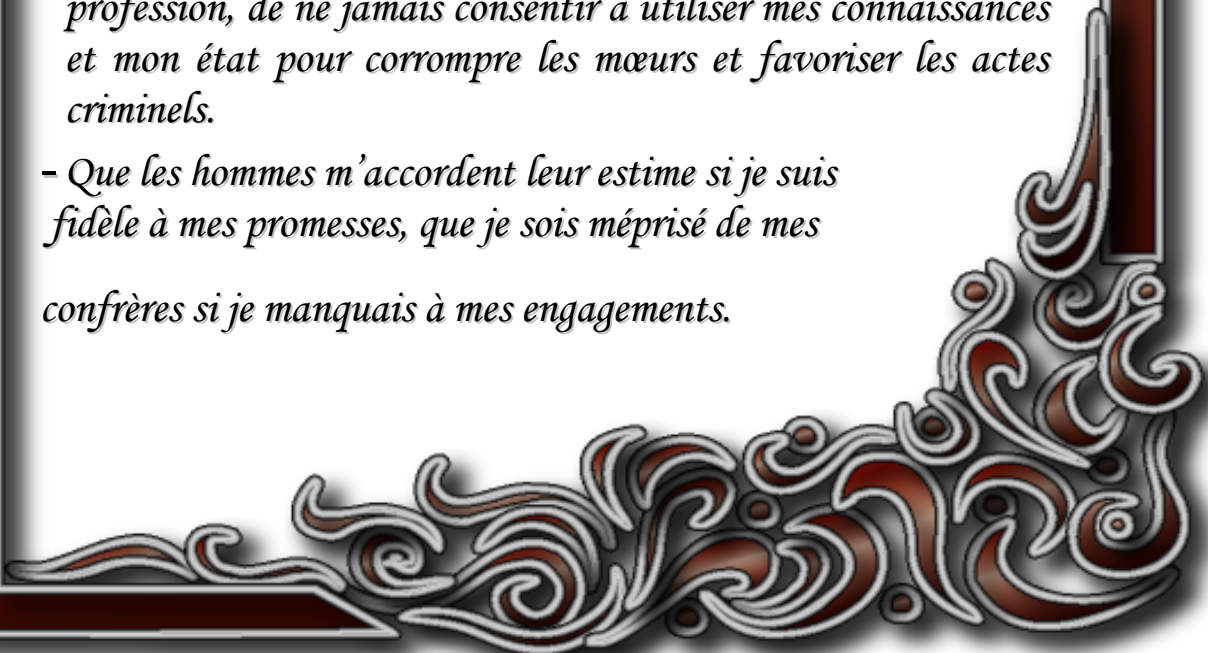 profession, de ne jamais consentir à utiliser mes connaissances
et mon état pour corrompre les mœurs et favoriser les actes
criminels.
- Que les hommes m’accordent leur estime si je suis
fidèle à mes promesses, que je sois méprisé de mes
confrères si je manquais à mes engagements.